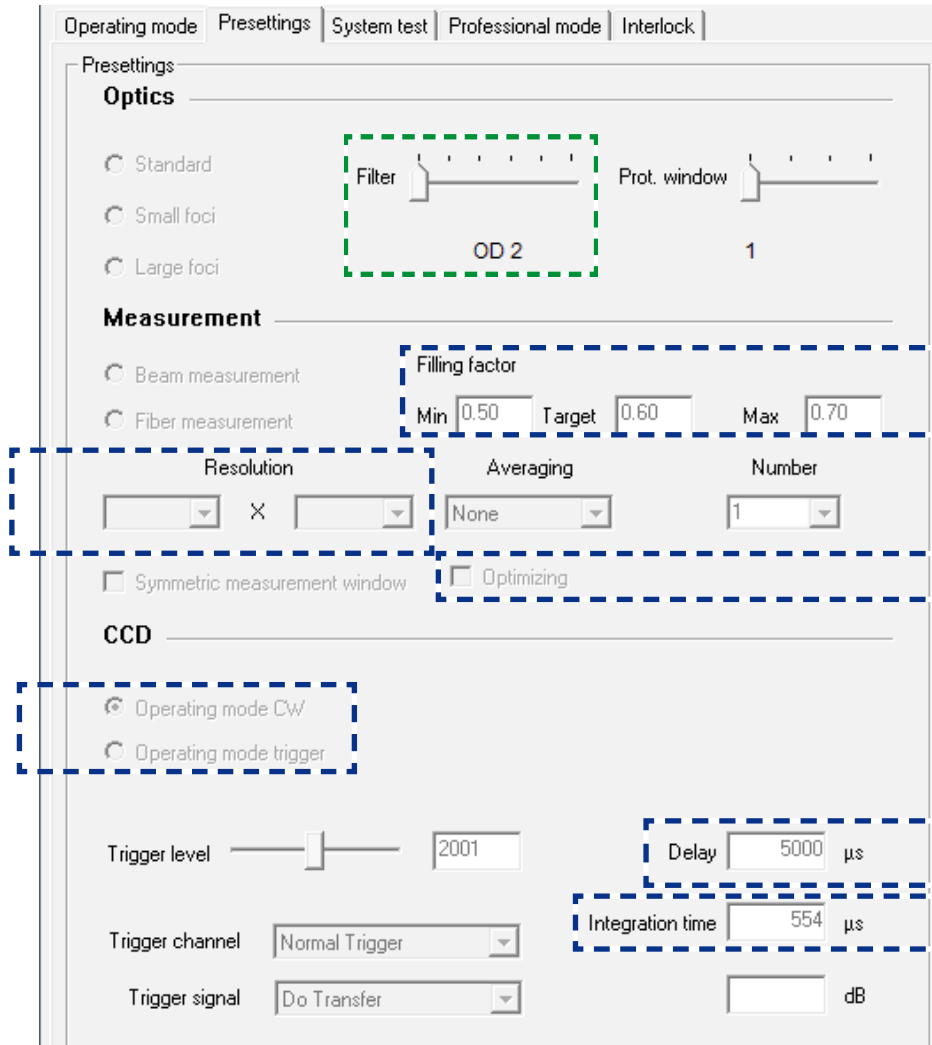 Operating mode Presettings System test Professional mode Interlock
Presettings
Optics
Standard
Filter
Prot. window
Small foci
OD 2
1
Large foci
Measurement
Beam measurement
Filling factor
Fiber measurement
Min 0.50 Target 0.60 Max 0.70
Resolution Averaging Number
X None 1
Symmetric measurement window Optimizing
CCD
Operating mode CW
Operating mode trigger
Trigger level 2001 Delay 5000 µs
Integration time 554 µs
Trigger channel Normal Trigger
Trigger signal Do Transfer dB